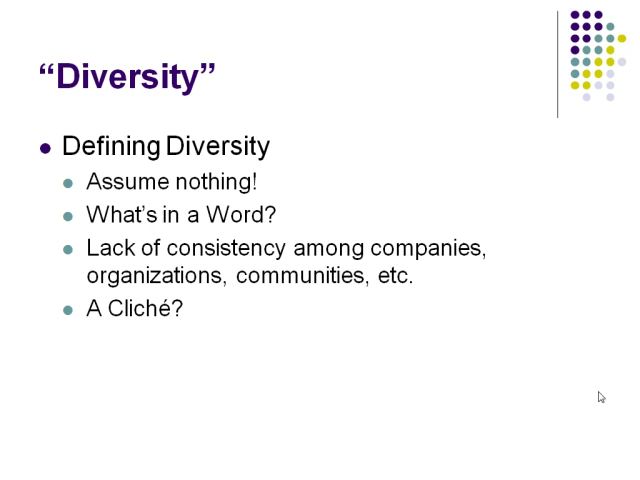 “Diversity”
Defining Diversity
Assume nothing!
What’s in a Word?
Lack of consistency among companies,
organizations, communities, etc.
A Cliché?